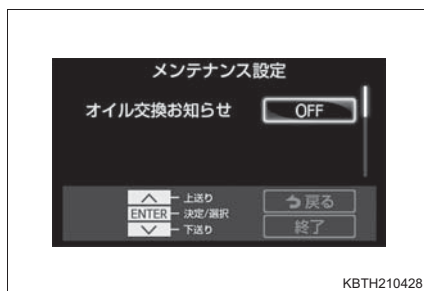 メンテナンス設定
オイル交換お知らせ OFF
上送り
ENTER 決定/選択
下送り
戻る
終了
KBTH210428